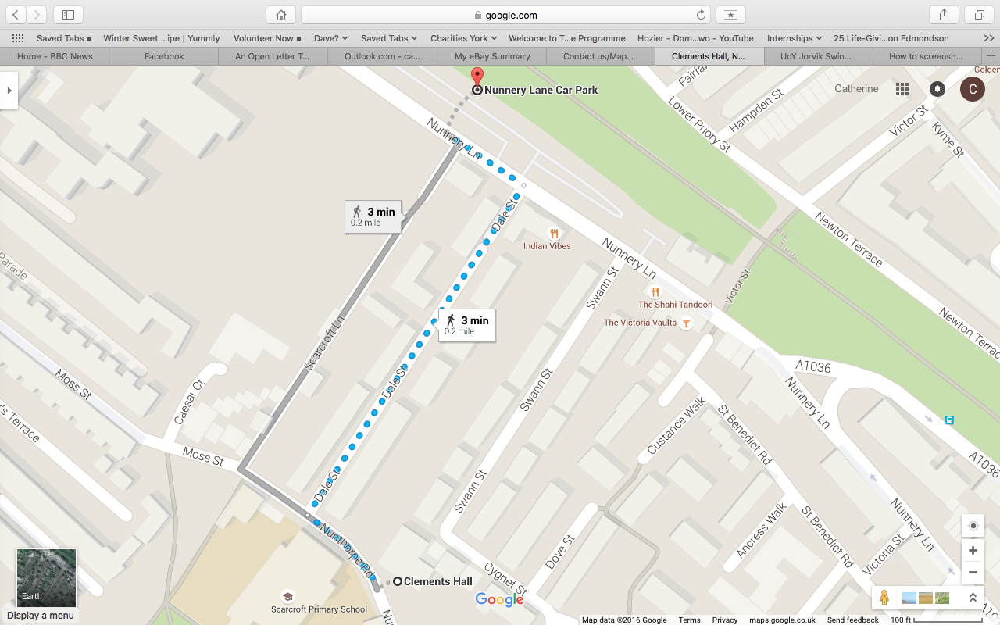 google.com
Saved Tabs
Winter Sweet ...ipe | Yummly
Volunteer Now
Dave?
Saved Tabs
Charities York
Welcome to T...e Programme
Hozier - Dom...wo - YouTube
Internships
25 Life-Givi...on Edmondson
>>
Home - BBC News
Facebook
An Open Letter T...
Outlook.com - ca...
My eBay Summary
Contact us/Map...
Clements Hall, N...
UoY Jorvik Swin...
How to screensh...
+
Golden
Fairfax
Nunnery Lane Car Park
Catherine
C
Hampden St
Lower Priory St
Victor St
Kyme St
Nunnery Ln
3 min
0.2 mile
Dale St
Indian Vibes
Nunnery Ln
Newton Terrace
Parade
Swann St
Victor St
The Shahi Tandoori
The Victoria Vaults
3 min
0.2 mile
Newton Terrace
Scarcroft Ln
A1036
Moss St
Caesar Ct
Dale St
Swann St
Nunnery Ln
's Terrace
Custance Walk
St Benedict Rd
Moss St
A1036
Dale St
Swann St
Ancress Walk
St Benedict Rd
Nunnery Ln
Nunthorpe Rd
Dove St
Victoria St
Clements Hall
Cygnet St
Earth
Google
Scarcroft Primary School
Display a menu
Map data ©2016 Google
Terms
Privacy
maps.google.co.uk
Send feedback
100 ft